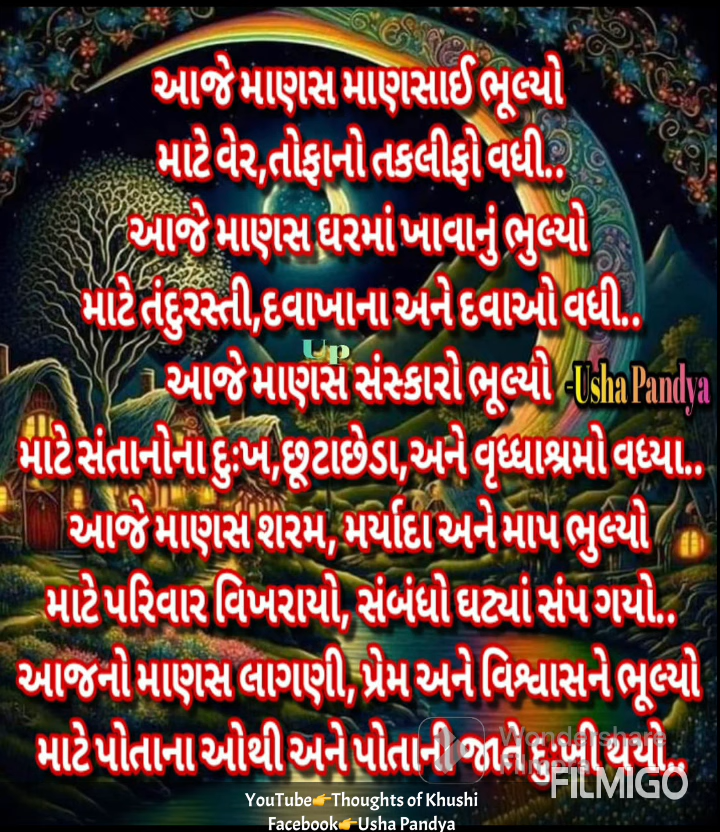 આજે માણસ માણસાઈ ભૂલ્યો
માટે વેર,તોફાનો તકલીફો વધી..
આજે માણસ ઘરમાં ખાવાનું ભુલ્યો
માટે તંદુરસ્તી,દવાખાના અને દવાઓ વધી..
Up
આજે માણસ સંસ્કારો ભૂલ્યો -Usha Pandya
માટે સંતાનોના દુઃખ,છૂટાછેડા,અને વૃધ્ધાશ્રમો વધ્યા..
આજે માણસ શરમ, મર્યાદા અને માપ ભુલ્યો
માટે પરિવાર વિખરાયો, સંબંધો ઘટ્યાં સંપ ગયો..
આજનો માણસ લાગણી, પ્રેમ અને વિશ્વાસને ભૂલ્યો
માટે પોતાના ઓથી અને પોતાની જાતે દુઃખી થયો..
Wondershare
FILMIGO
YouTube👉Thoughts of Khushi
Facebook👉Usha Pandya